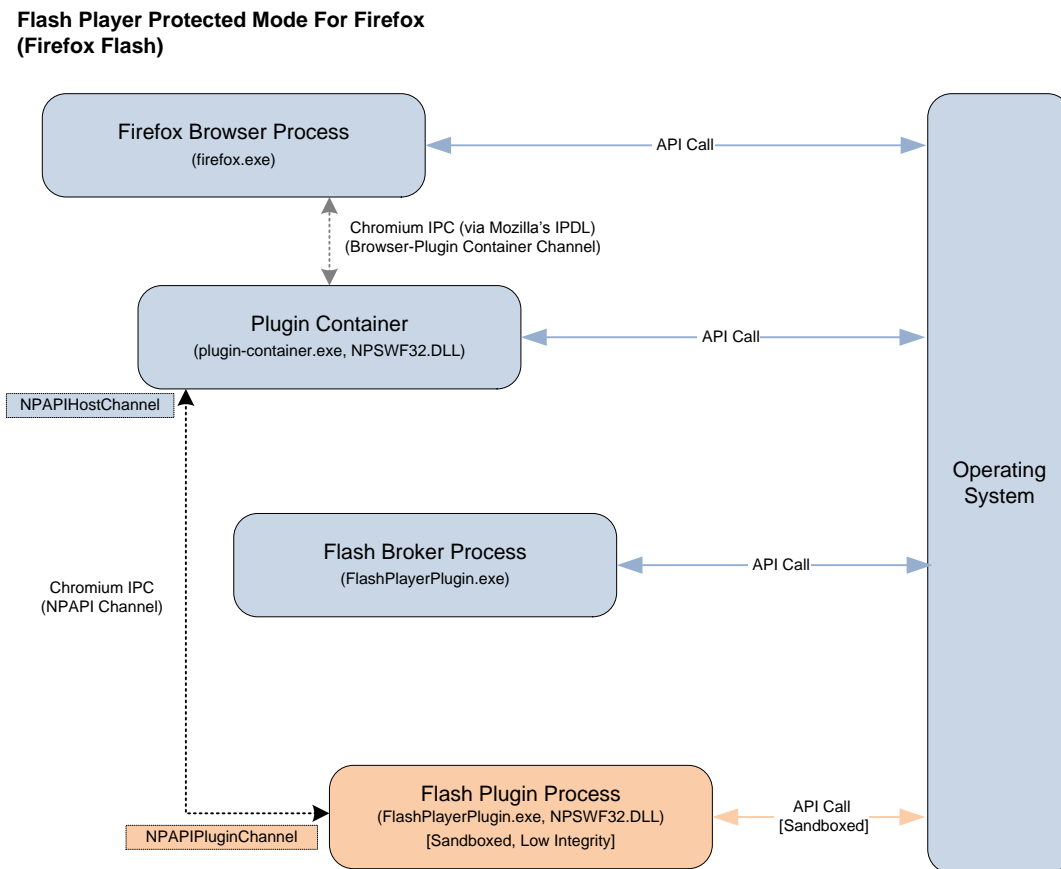 Flash Player Protected Mode For Firefox
(Firefox Flash)
Firefox Browser Process
(firefox.exe)
API Call
Chromium IPC (via Mozilla's IPDL)
(Browser-Plugin Container Channel)
Plugin Container
(plugin-container.exe, NPSWF32.DLL)
API Call
NPAPIHostChannel
Operating
System
Flash Broker Process
(FlashPlayerPlugin.exe)
API Call
Chromium IPC
(NPAPI Channel)
Flash Plugin Process
(FlashPlayerPlugin.exe, NPSWF32.DLL)
[Sandboxed, Low Integrity]
API Call
[Sandboxed]
NPAPIPluginChannel